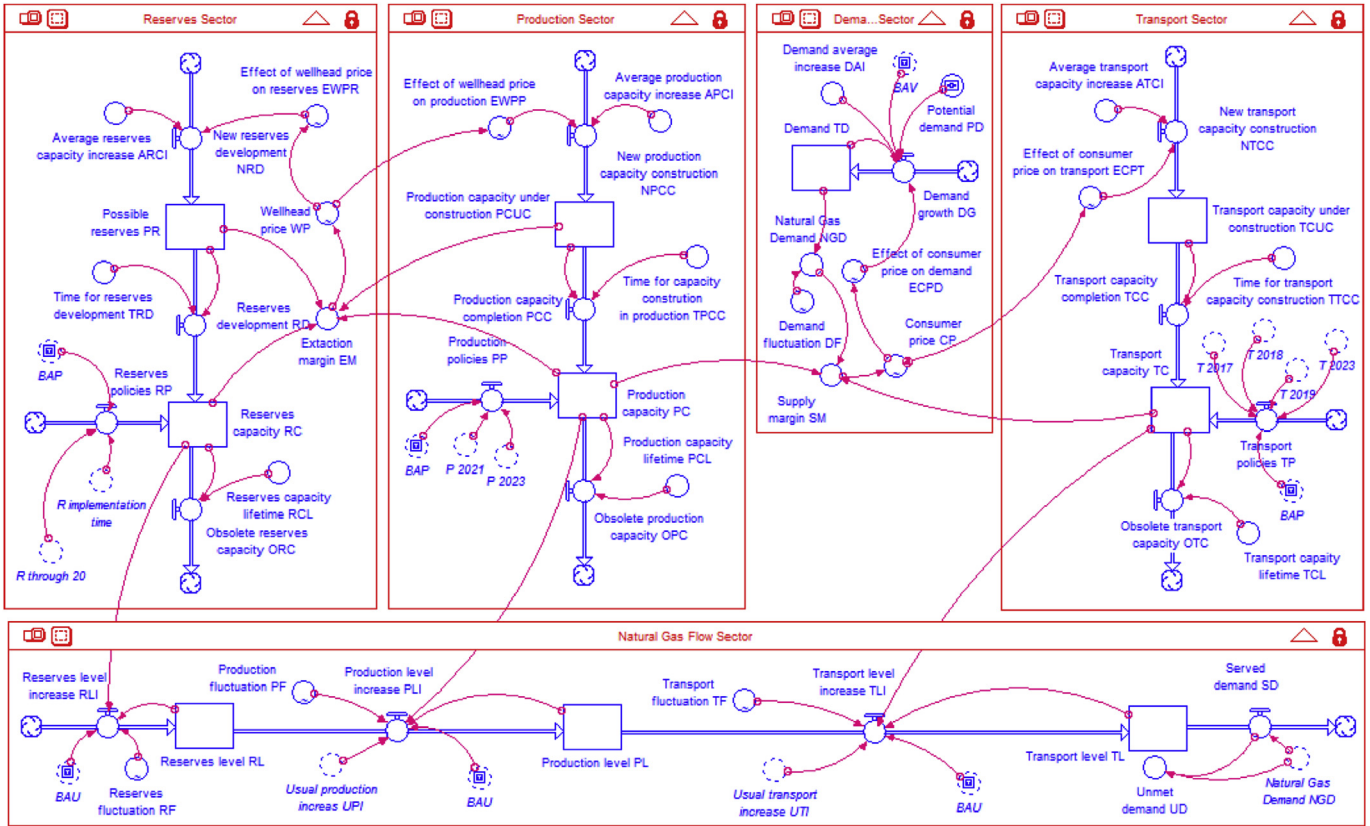 Reserves Sector
Effect of wellhead price
on reserves EWPR
Average reserves
capacity increase ARCI
New reserves
development
NRD
Possible
reserves PR
Wellhead
price WP
Time for reserves
development TRD
Reserves
development RD
Extaction
margin EM
BAP
Reserves
policies RP
Reserves
capacity RC
R implementation
time
Reserves capacity
lifetime RCL
Obsolete reserves
capacity ORC
R through 20
Production Sector
Effect of wellhead price
on production EWPP
Average production
capacity increase APCI
New production
capacity construction
NPCC
Production capacity under
construction PCUC
Production capacity
completion PCC
Time for capacity
constrution
in production TPCC
Production
policies PP
Production
capacity PC
BAP
P 2021
P 2023
Production capacity
lifetime PCL
Obsolete production
capacity OPC
Dema...Sector
Demand average
increase DAI
BAV
Potential
demand PD
Demand TD
Demand
growth DG
Natural Gas
Demand NGD
Effect of consumer
price on demand
ECPD
Demand
fluctuation DF
Consumer
price CP
Supply
margin SM
Transport Sector
Average transport
capacity increase ATCI
New transport
capacity construction
NTCC
Effect of consumer
price on transport ECPT
Transport capacity under
construction TCUC
Transport capacity
completion TCC
Time for transport
capacity construction TTCC
T 2017
T 2018
T 2019
T 2023
Transport
capacity TC
Transport
policies TP
BAP
Obsolete transport
capacity OTC
Transport capaity
lifetime TCL
Natural Gas Flow Sector
Reserves level
increase RLI
Production
fluctuation PF
Production level
increase PLI
Transport
fluctuation TF
Transport level
increase TLI
Served
demand SD
BAU
Reserves
fluctuation RF
Reserves level RL
Usual production
increas UPI
BAU
Production level PL
Usual transport
increase UTI
BAU
Transport level TL
Unmet
demand UD
Natural Gas
Demand NGD